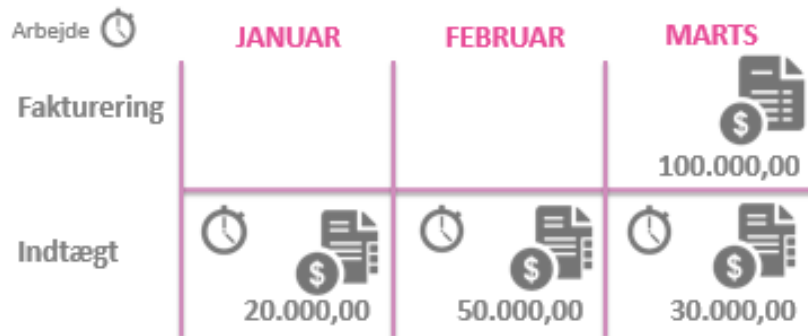 Arbejde
JANUAR FEBRUAR MARTS
Fakturering
$
100.000,00
Indtægt
$ $ $
20.000,00 50.000,00 30.000,00